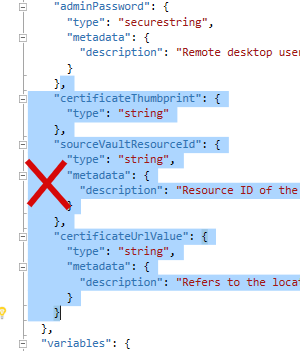 "adminPassword": {
"type": "securestring",
"metadata": {
"description": "Remote desktop user
}
},
"certificateThumbprint": {
"type": "string"
},
"sourceVaultResourceId": {
"type": "string",
"metadata": {
"description": "Resource ID of the
}
},
"certificateUrlValue": {
"type": "string",
"metadata": {
"description": "Refers to the locat
}
}
},
"variables": {